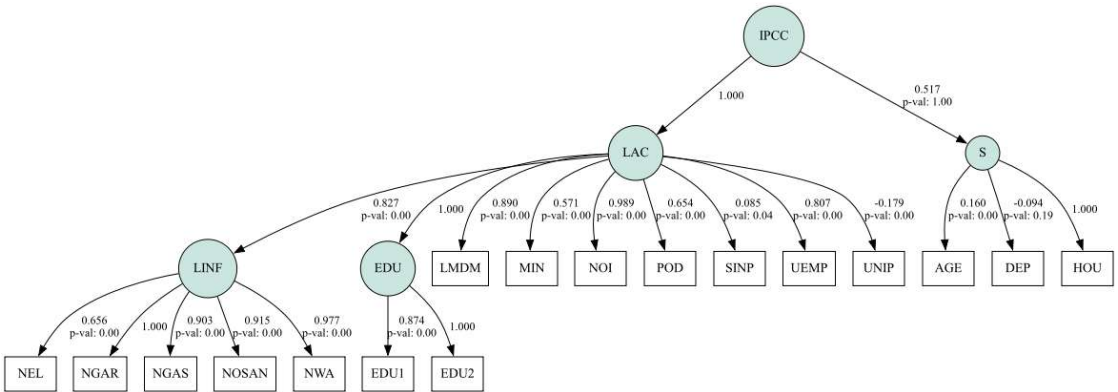 IPCC
1.000
0.517
p-val: 1.00
LAC
S
0.827
p-val: 0.00
1.000
0.890
p-val: 0.00
0.571
p-val: 0.00
0.989
p-val: 0.00
0.654
p-val: 0.00
0.085
p-val: 0.04
0.807
p-val: 0.00
-0.179
p-val: 0.00
0.160
p-val: 0.00
-0.094
p-val: 0.19
1.000
LINF
EDU
LMDM
MIN
NOI
POD
SINP
UEMP
UNIP
AGE
DEP
HOU
0.656
p-val: 0.00
1.000
0.903
p-val: 0.00
0.915
p-val: 0.00
0.977
p-val: 0.00
0.874
p-val: 0.00
1.000
NEL
NGAR
NGAS
NOSAN
NWA
EDU1
EDU2